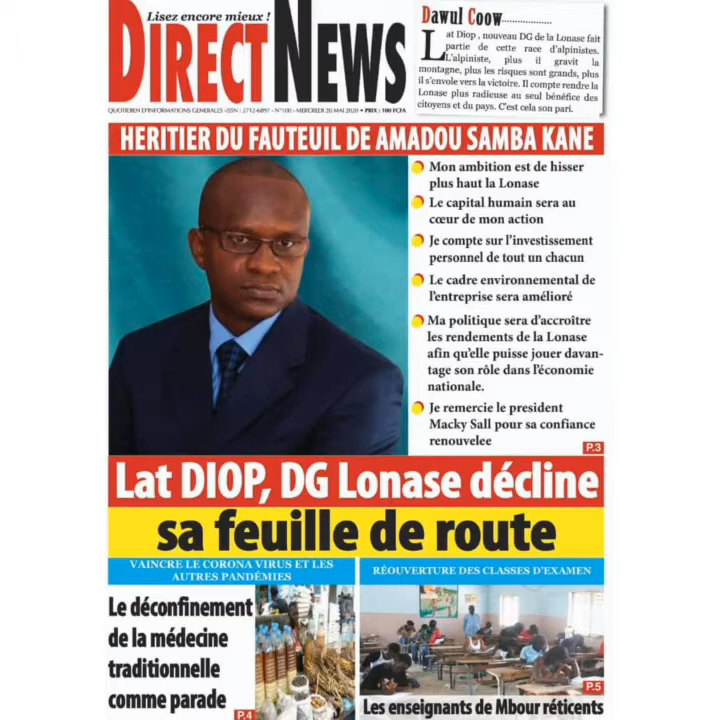 Lisez encore mieux !
DIRECT NEWS
QUOTIDIEN D'INFORMATIONS GENERALES - ISSN : 2712-6897 - N°100 - MERCREDI 20 MAI 2020 • PRIX : 100 FCFA
Dawul Coow....................
Lat Diop , nouveau DG de la Lonase fait
partie de cette race d'alpinistes.
L'alpiniste, plus il gravit la
montagne, plus les risques sont grands, plus
il s'envole vers la victoire. Il compte rendre la
Lonase plus radieuse au seul bénéfice des
citoyens et du pays. C'est cela son pari.
HERITIER DU FAUTEUIL DE AMADOU SAMBA KANE
Mon ambition est de hisser
plus haut la Lonase
Le capital humain sera au
cœur de mon action
Je compte sur l'investissement
personnel de tout un chacun
Le cadre environnemental de
l'entreprise sera amélioré
Ma politique sera d'accroître
les rendements de la Lonase
afin qu'elle puisse jouer davan-
tage son rôle dans l'économie
nationale.
Je remercie le president
Macky Sall pour sa confiance
renouvelee
P.3
Lat DIOP, DG Lonase décline
sa feuille de route
VAINCRE LE CORONA VIRUS ET LES
AUTRES PANDÉMIES
Le déconfinement
de la médecine
traditionnelle
comme parade
P.4
RÉOUVERTURE DES CLASSES D'EXAMEN
P.5
Les enseignants de Mbour réticents